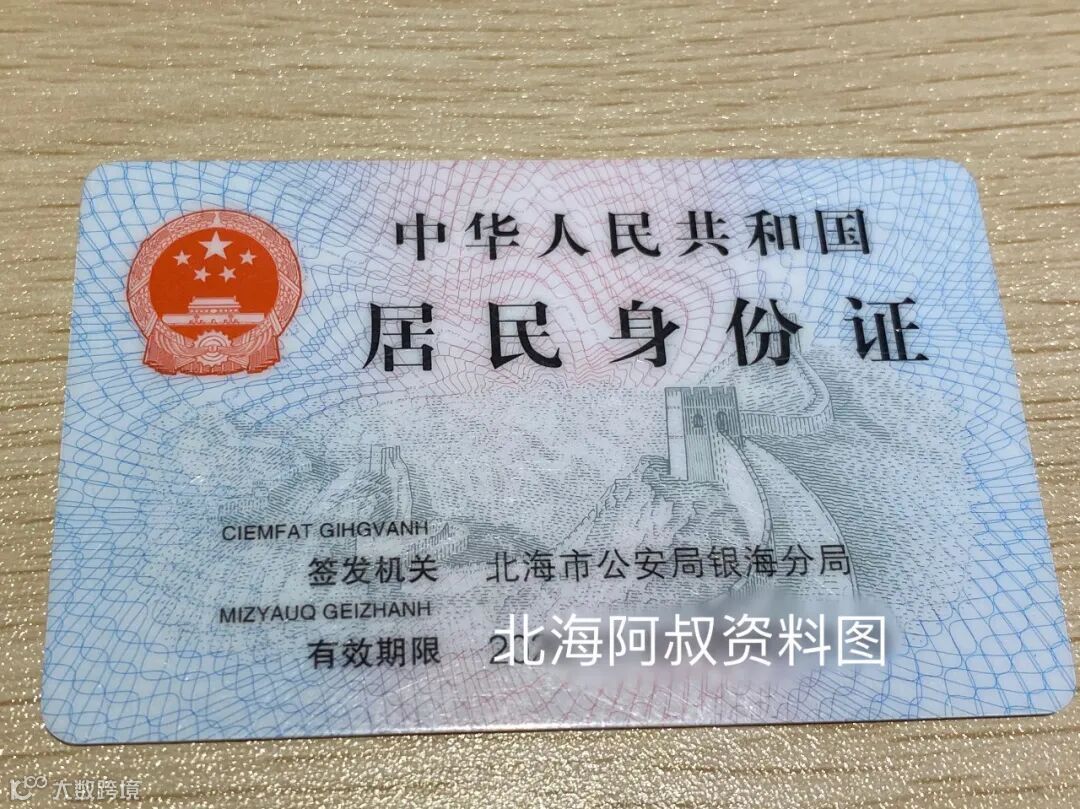 中华人民共和国
居民身份证
CIEMFAT GIHGVANH
签发机关 北海市公安局银海分局
MIZYAUQ GEIZHANH
有效期限 20
北海阿叔资料图
大数跨境